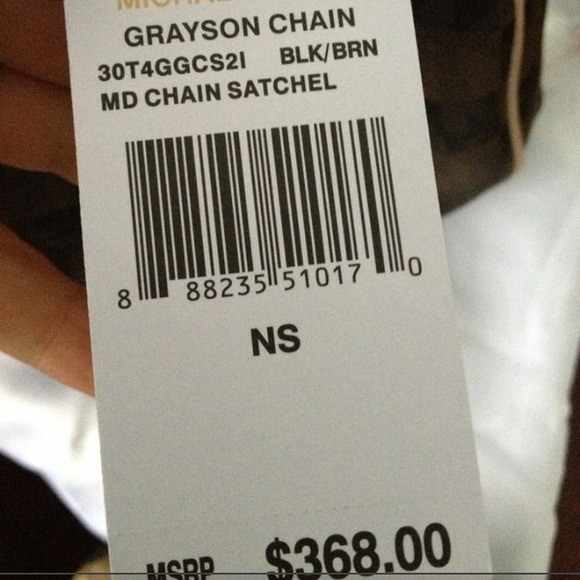 GRAYSON CHAIN
30T4GGCS2I BLK/BRN
MD CHAIN SATCHEL
8 88235 51017 0
NS
MSRP $368.00